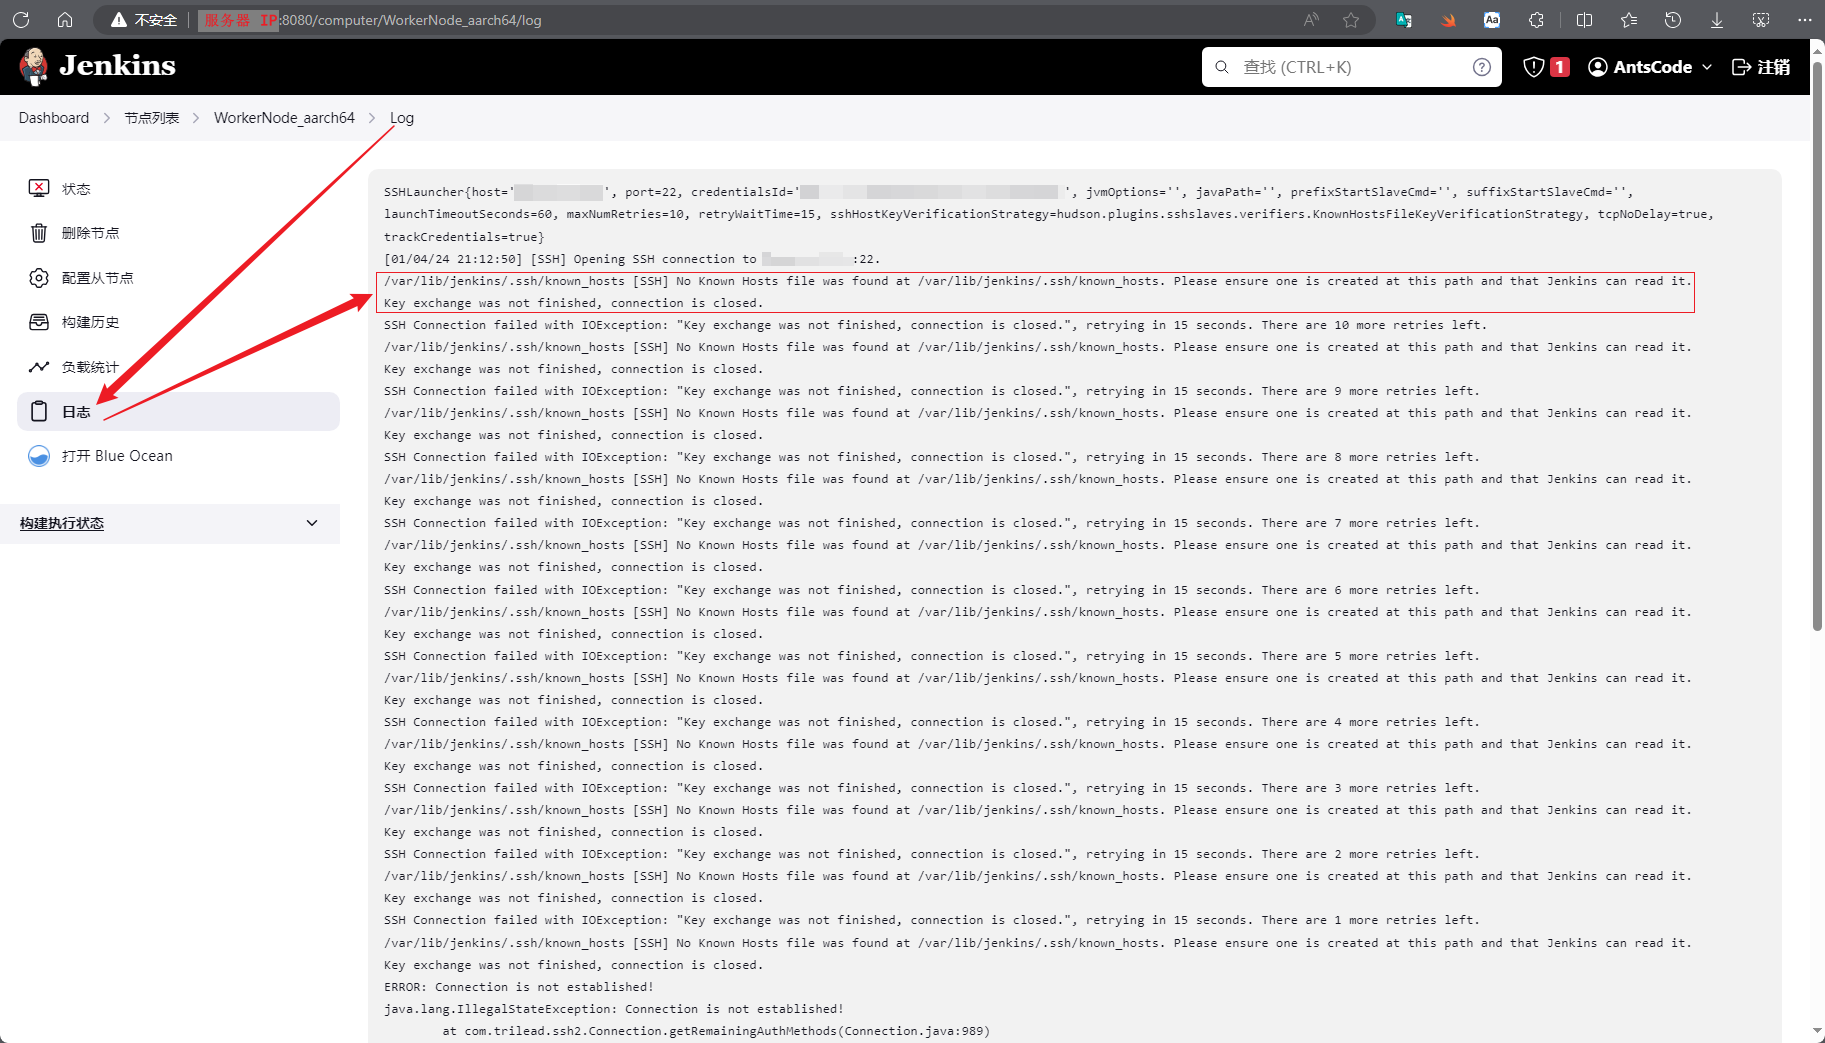 不安全
服务器 IP:8080/computer/WorkerNode_aarch64/log
Jenkins
查找 (CTRL+K)
1
AntsCode
注销
Dashboard
节点列表
WorkerNode_aarch64
Log
状态
删除节点
配置从节点
构建历史
负载统计
日志
打开 Blue Ocean
构建执行状态
SSHLauncher{host='', port=22, credentialsId='', jvmOptions='', javaPath='', prefixStartSlaveCmd='', suffixStartSlaveCmd='',
launchTimeoutSeconds=60, maxNumRetries=10, retryWaitTime=15, sshHostKeyVerificationStrategy=hudson.plugins.sshslaves.verifiers.KnownHostsFileKeyVerificationStrategy, tcpNoDelay=true,
trackCredentials=true}
[01/04/24 21:12:50] [SSH] Opening SSH connection to :22.
/var/lib/jenkins/.ssh/known_hosts [SSH] No Known Hosts file was found at /var/lib/jenkins/.ssh/known_hosts. Please ensure one is created at this path and that Jenkins can read it.
Key exchange was not finished, connection is closed.
SSH Connection failed with IOException: "Key exchange was not finished, connection is closed.", retrying in 15 seconds. There are 10 more retries left.
/var/lib/jenkins/.ssh/known_hosts [SSH] No Known Hosts file was found at /var/lib/jenkins/.ssh/known_hosts. Please ensure one is created at this path and that Jenkins can read it.
Key exchange was not finished, connection is closed.
SSH Connection failed with IOException: "Key exchange was not finished, connection is closed.", retrying in 15 seconds. There are 9 more retries left.
/var/lib/jenkins/.ssh/known_hosts [SSH] No Known Hosts file was found at /var/lib/jenkins/.ssh/known_hosts. Please ensure one is created at this path and that Jenkins can read it.
Key exchange was not finished, connection is closed.
SSH Connection failed with IOException: "Key exchange was not finished, connection is closed.", retrying in 15 seconds. There are 8 more retries left.
/var/lib/jenkins/.ssh/known_hosts [SSH] No Known Hosts file was found at /var/lib/jenkins/.ssh/known_hosts. Please ensure one is created at this path and that Jenkins can read it.
Key exchange was not finished, connection is closed.
SSH Connection failed with IOException: "Key exchange was not finished, connection is closed.", retrying in 15 seconds. There are 7 more retries left.
/var/lib/jenkins/.ssh/known_hosts [SSH] No Known Hosts file was found at /var/lib/jenkins/.ssh/known_hosts. Please ensure one is created at this path and that Jenkins can read it.
Key exchange was not finished, connection is closed.
SSH Connection failed with IOException: "Key exchange was not finished, connection is closed.", retrying in 15 seconds. There are 6 more retries left.
/var/lib/jenkins/.ssh/known_hosts [SSH] No Known Hosts file was found at /var/lib/jenkins/.ssh/known_hosts. Please ensure one is created at this path and that Jenkins can read it.
Key exchange was not finished, connection is closed.
SSH Connection failed with IOException: "Key exchange was not finished, connection is closed.", retrying in 15 seconds. There are 5 more retries left.
/var/lib/jenkins/.ssh/known_hosts [SSH] No Known Hosts file was found at /var/lib/jenkins/.ssh/known_hosts. Please ensure one is created at this path and that Jenkins can read it.
Key exchange was not finished, connection is closed.
SSH Connection failed with IOException: "Key exchange was not finished, connection is closed.", retrying in 15 seconds. There are 4 more retries left.
/var/lib/jenkins/.ssh/known_hosts [SSH] No Known Hosts file was found at /var/lib/jenkins/.ssh/known_hosts. Please ensure one is created at this path and that Jenkins can read it.
Key exchange was not finished, connection is closed.
SSH Connection failed with IOException: "Key exchange was not finished, connection is closed.", retrying in 15 seconds. There are 3 more retries left.
/var/lib/jenkins/.ssh/known_hosts [SSH] No Known Hosts file was found at /var/lib/jenkins/.ssh/known_hosts. Please ensure one is created at this path and that Jenkins can read it.
Key exchange was not finished, connection is closed.
SSH Connection failed with IOException: "Key exchange was not finished, connection is closed.", retrying in 15 seconds. There are 2 more retries left.
/var/lib/jenkins/.ssh/known_hosts [SSH] No Known Hosts file was found at /var/lib/jenkins/.ssh/known_hosts. Please ensure one is created at this path and that Jenkins can read it.
Key exchange was not finished, connection is closed.
SSH Connection failed with IOException: "Key exchange was not finished, connection is closed.", retrying in 15 seconds. There are 1 more retries left.
/var/lib/jenkins/.ssh/known_hosts [SSH] No Known Hosts file was found at /var/lib/jenkins/.ssh/known_hosts. Please ensure one is created at this path and that Jenkins can read it.
Key exchange was not finished, connection is closed.
ERROR: Connection is not established!
java.lang.IllegalStateException: Connection is not established!
at com.trilead.ssh2.Connection.getRemainingAuthMethods(Connection.java:989)